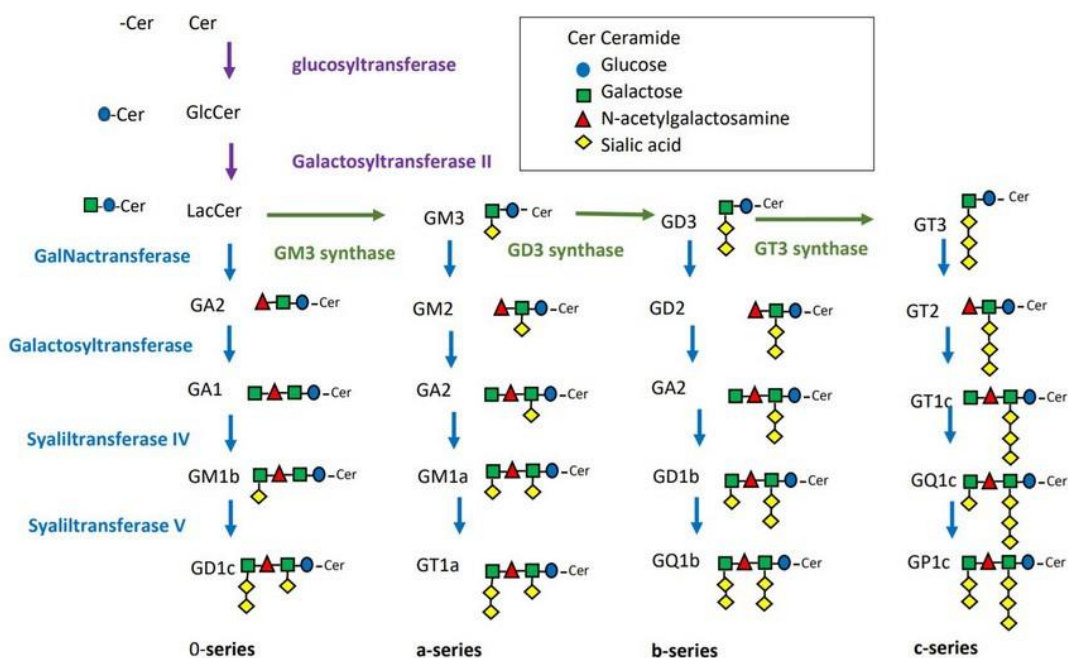 -Cer Cer
glucosyltransferase
Cer Ceramide
Glucose
Galactose
N-acetylgalactosamine
Sialic acid
-Cer GlcCer
Galactosyltransferase II
-Cer LacCer
GM3 -Cer
GD3 -Cer
GT3 -Cer
GalNactransferase
GM3 synthase
GD3 synthase
GT3 synthase
GA2 -Cer
GM2 -Cer
GD2 -Cer
GT2 -Cer
Galactosyltransferase
GA1 -Cer
GA2 -Cer
GA2 -Cer
GT1c -Cer
Syaliltransferase IV
GM1b -Cer
GM1a -Cer
GD1b -Cer
GQ1c -Cer
Syaliltransferase V
GD1c -Cer
GT1a -Cer
GQ1b -Cer
GP1c -Cer
0-series a-series b-series c-series